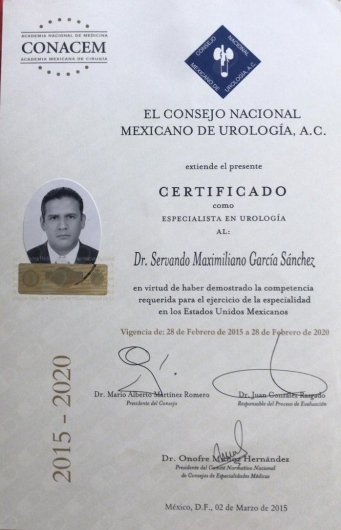 ACADEMIA NACIONAL DE MEDICINA
CONACEM
ACADEMIA MEXICANA DE CIRUGÍA
CONSEJO NACIONAL
MEXICANO DE UROLOGÍA, A.C.
EL CONSEJO NACIONAL
MEXICANO DE UROLOGÍA, A.C.
extiende el presente
CERTIFICADO
como
ESPECIALISTA EN UROLOGÍA
AL:
Dr. Servando Maximiliano García Sánchez
en virtud de haber demostrado la competencia
requerida para el ejercicio de la especialidad
en los Estados Unidos Mexicanos
Vigencia de: 28 de Febrero de 2015 a 28 de Febrero de 2020
2015 - 2020
Dr. Mario Alberto Martínez Romero
Presidente del Consejo
Dr. Juan González Rasgado
Responsable del Proceso de Evaluación
Dr. Onofre Muñoz Hernández
Presidente del Comité Normativo Nacional
de Consejos de Especialidades Médicas
México, D.F., 02 de Marzo de 2015